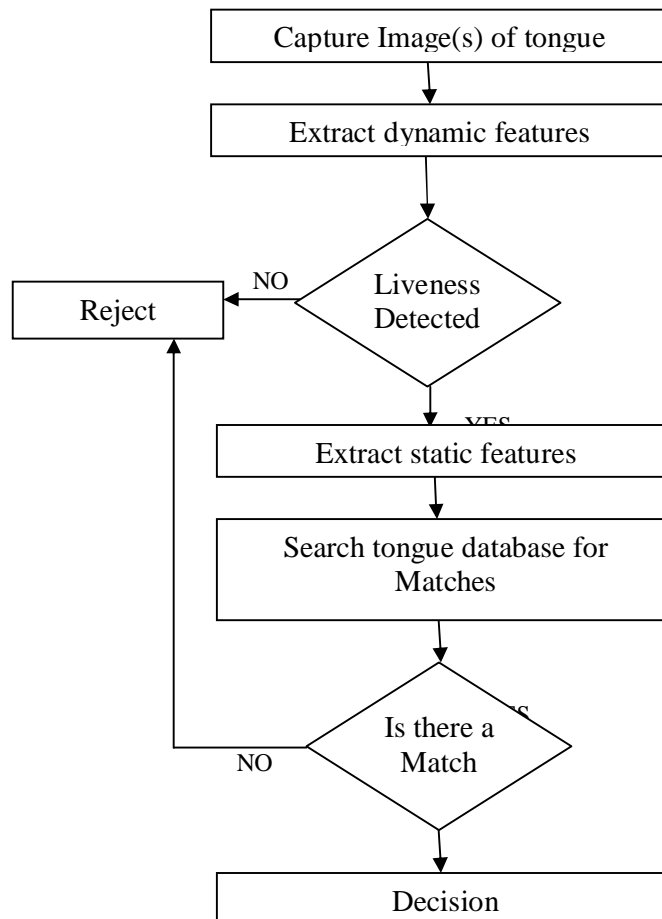 Capture Image(s) of tongue
Extract dynamic features
NO
Liveness
Detected
Reject
YES
Extract static features
Search tongue database for
Matches
Is there a
Match
NO
Decision